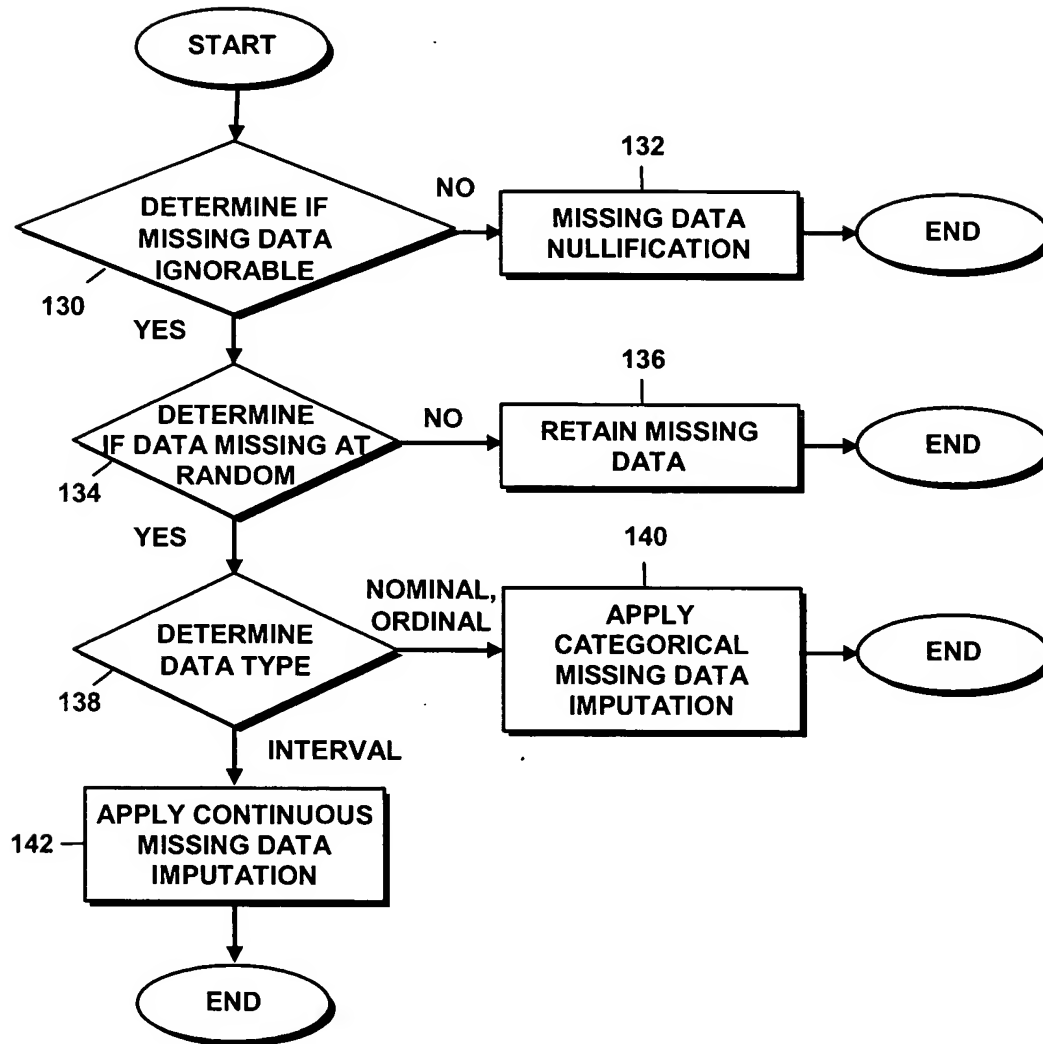 START
DETERMINE IF
MISSING DATA
IGNORABLE
130
NO
132
MISSING DATA
NULLIFICATION
END
YES
DETERMINE
IF DATA MISSING AT
RANDOM
134
NO
136
RETAIN MISSING
DATA
END
YES
DETERMINE
DATA TYPE
138
NOMINAL,
ORDINAL
140
APPLY
CATEGORICAL
MISSING DATA
IMPUTATION
END
INTERVAL
APPLY CONTINUOUS
MISSING DATA
IMPUTATION
142
END